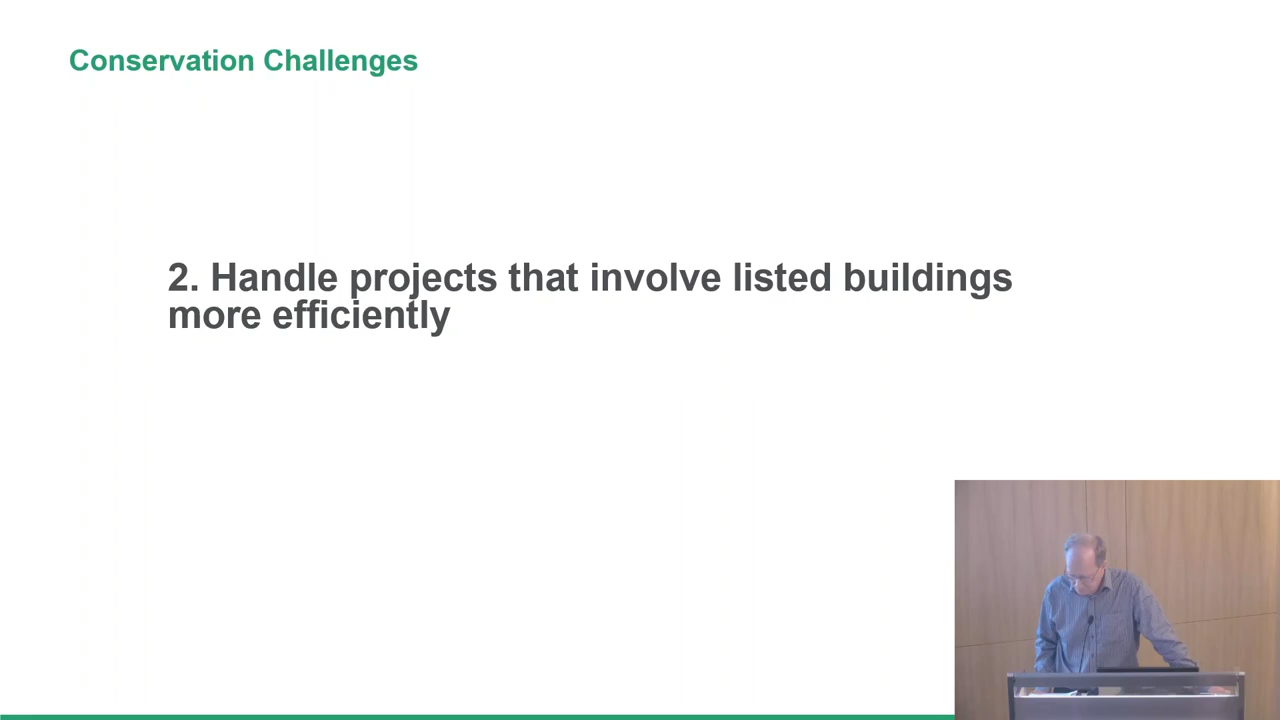 Conservation Challenges
2. Handle projects that involve listed buildings
more efficiently